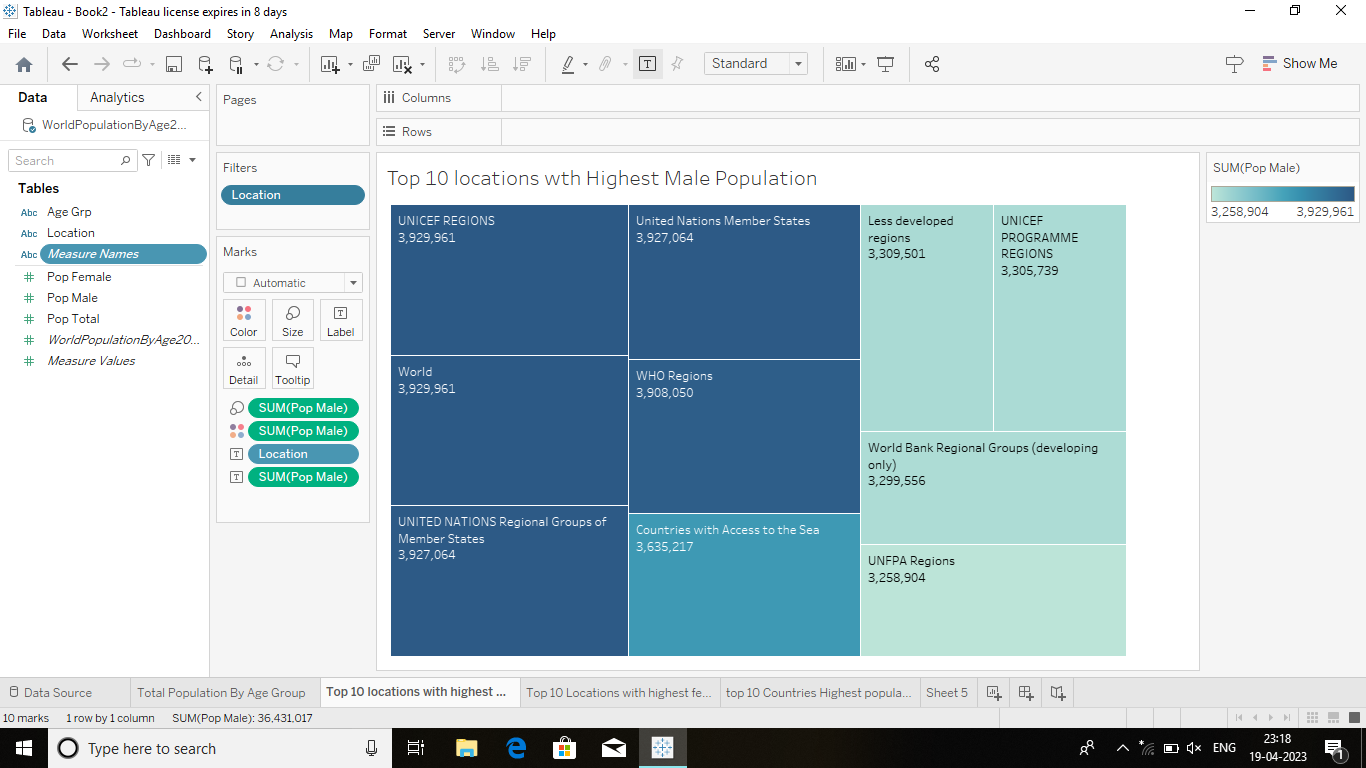 Tableau - Book2 - Tableau license expires in 8 days
File Data Worksheet Dashboard Story Analysis Map Format Server Window Help
Standard
Show Me
Data Analytics
WorldPopulationByAge2...
Search
Tables
Abc Age Grp
Abc Location
Abc Measure Names
# Pop Female
# Pop Male
# Pop Total
# WorldPopulationByAge20...
# Measure Values
Pages
Filters
Location
Marks
Automatic
Color Size Label
Detail Tooltip
SUM(Pop Male)
SUM(Pop Male)
Location
SUM(Pop Male)
Columns
Rows
Top 10 locations wth Highest Male Population
UNICEF REGIONS
3,929,961
World
3,929,961
UNITED NATIONS Regional Groups of
Member States
3,927,064
United Nations Member States
3,927,064
WHO Regions
3,908,050
Countries with Access to the Sea
3,635,217
Less developed
regions
3,309,501
UNICEF
PROGRAMME
REGIONS
3,305,739
World Bank Regional Groups (developing
only)
3,299,556
UNFPA Regions
3,258,904
SUM(Pop Male)
3,258,904 3,929,961
Data Source Total Population By Age Group Top 10 locations with highest ... Top 10 Locations with highest fe... top 10 Countries Highest popula... Sheet 5
10 marks 1 row by 1 column SUM(Pop Male): 36,431,017
Type here to search
ENG
23:18
19-04-2023
1